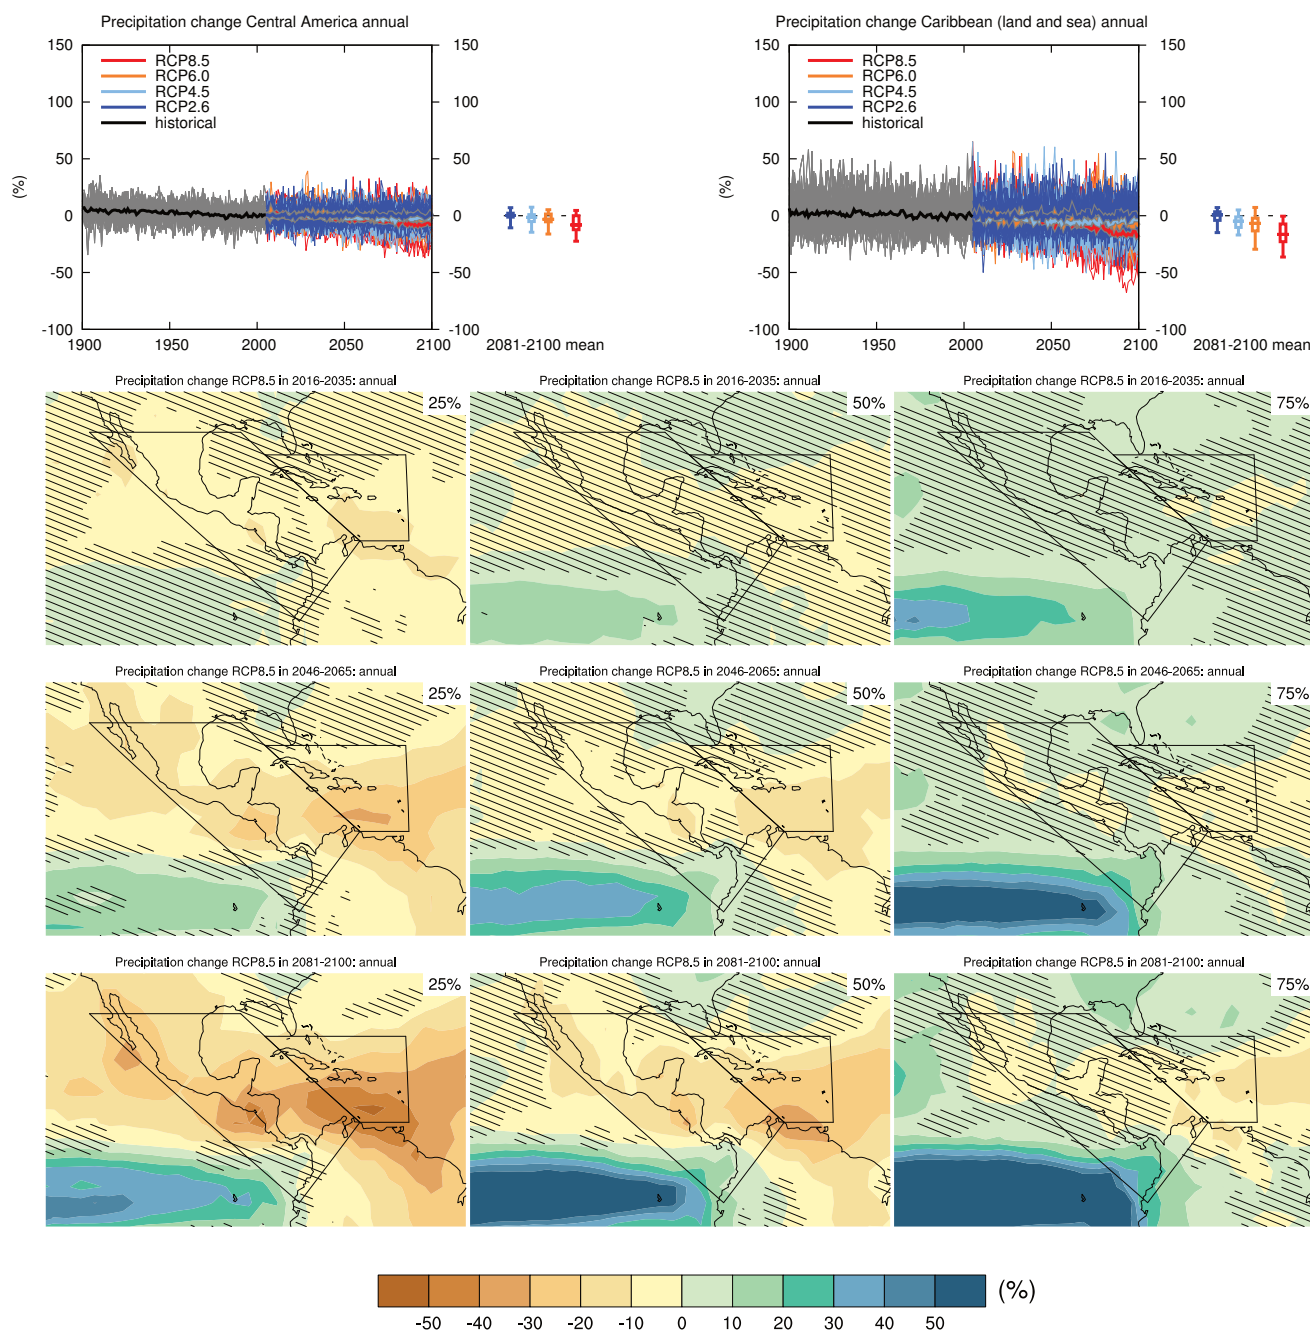 Precipitation change Central America annual
150
100
50
0
-50
-100
(%)
RCP8.5
RCP6.0
RCP4.5
RCP2.6
historical
150
100
50
0
-50
-100
1900 1950 2000 2050 2100
2081-2100 mean
Precipitation change Caribbean (land and sea) annual
150
100
50
0
-50
-100
(%)
RCP8.5
RCP6.0
RCP4.5
RCP2.6
historical
150
100
50
0
-50
-100
1900 1950 2000 2050 2100
2081-2100 mean
Precipitation change RCP8.5 in 2016-2035: annual
25%
Precipitation change RCP8.5 in 2016-2035: annual
50%
Precipitation change RCP8.5 in 2016-2035: annual
75%
Precipitation change RCP8.5 in 2046-2065: annual
25%
Precipitation change RCP8.5 in 2046-2065: annual
50%
Precipitation change RCP8.5 in 2046-2065: annual
75%
Precipitation change RCP8.5 in 2081-2100: annual
25%
Precipitation change RCP8.5 in 2081-2100: annual
50%
Precipitation change RCP8.5 in 2081-2100: annual
75%
(%)
-50 -40 -30 -20 -10 0 10 20 30 40 50